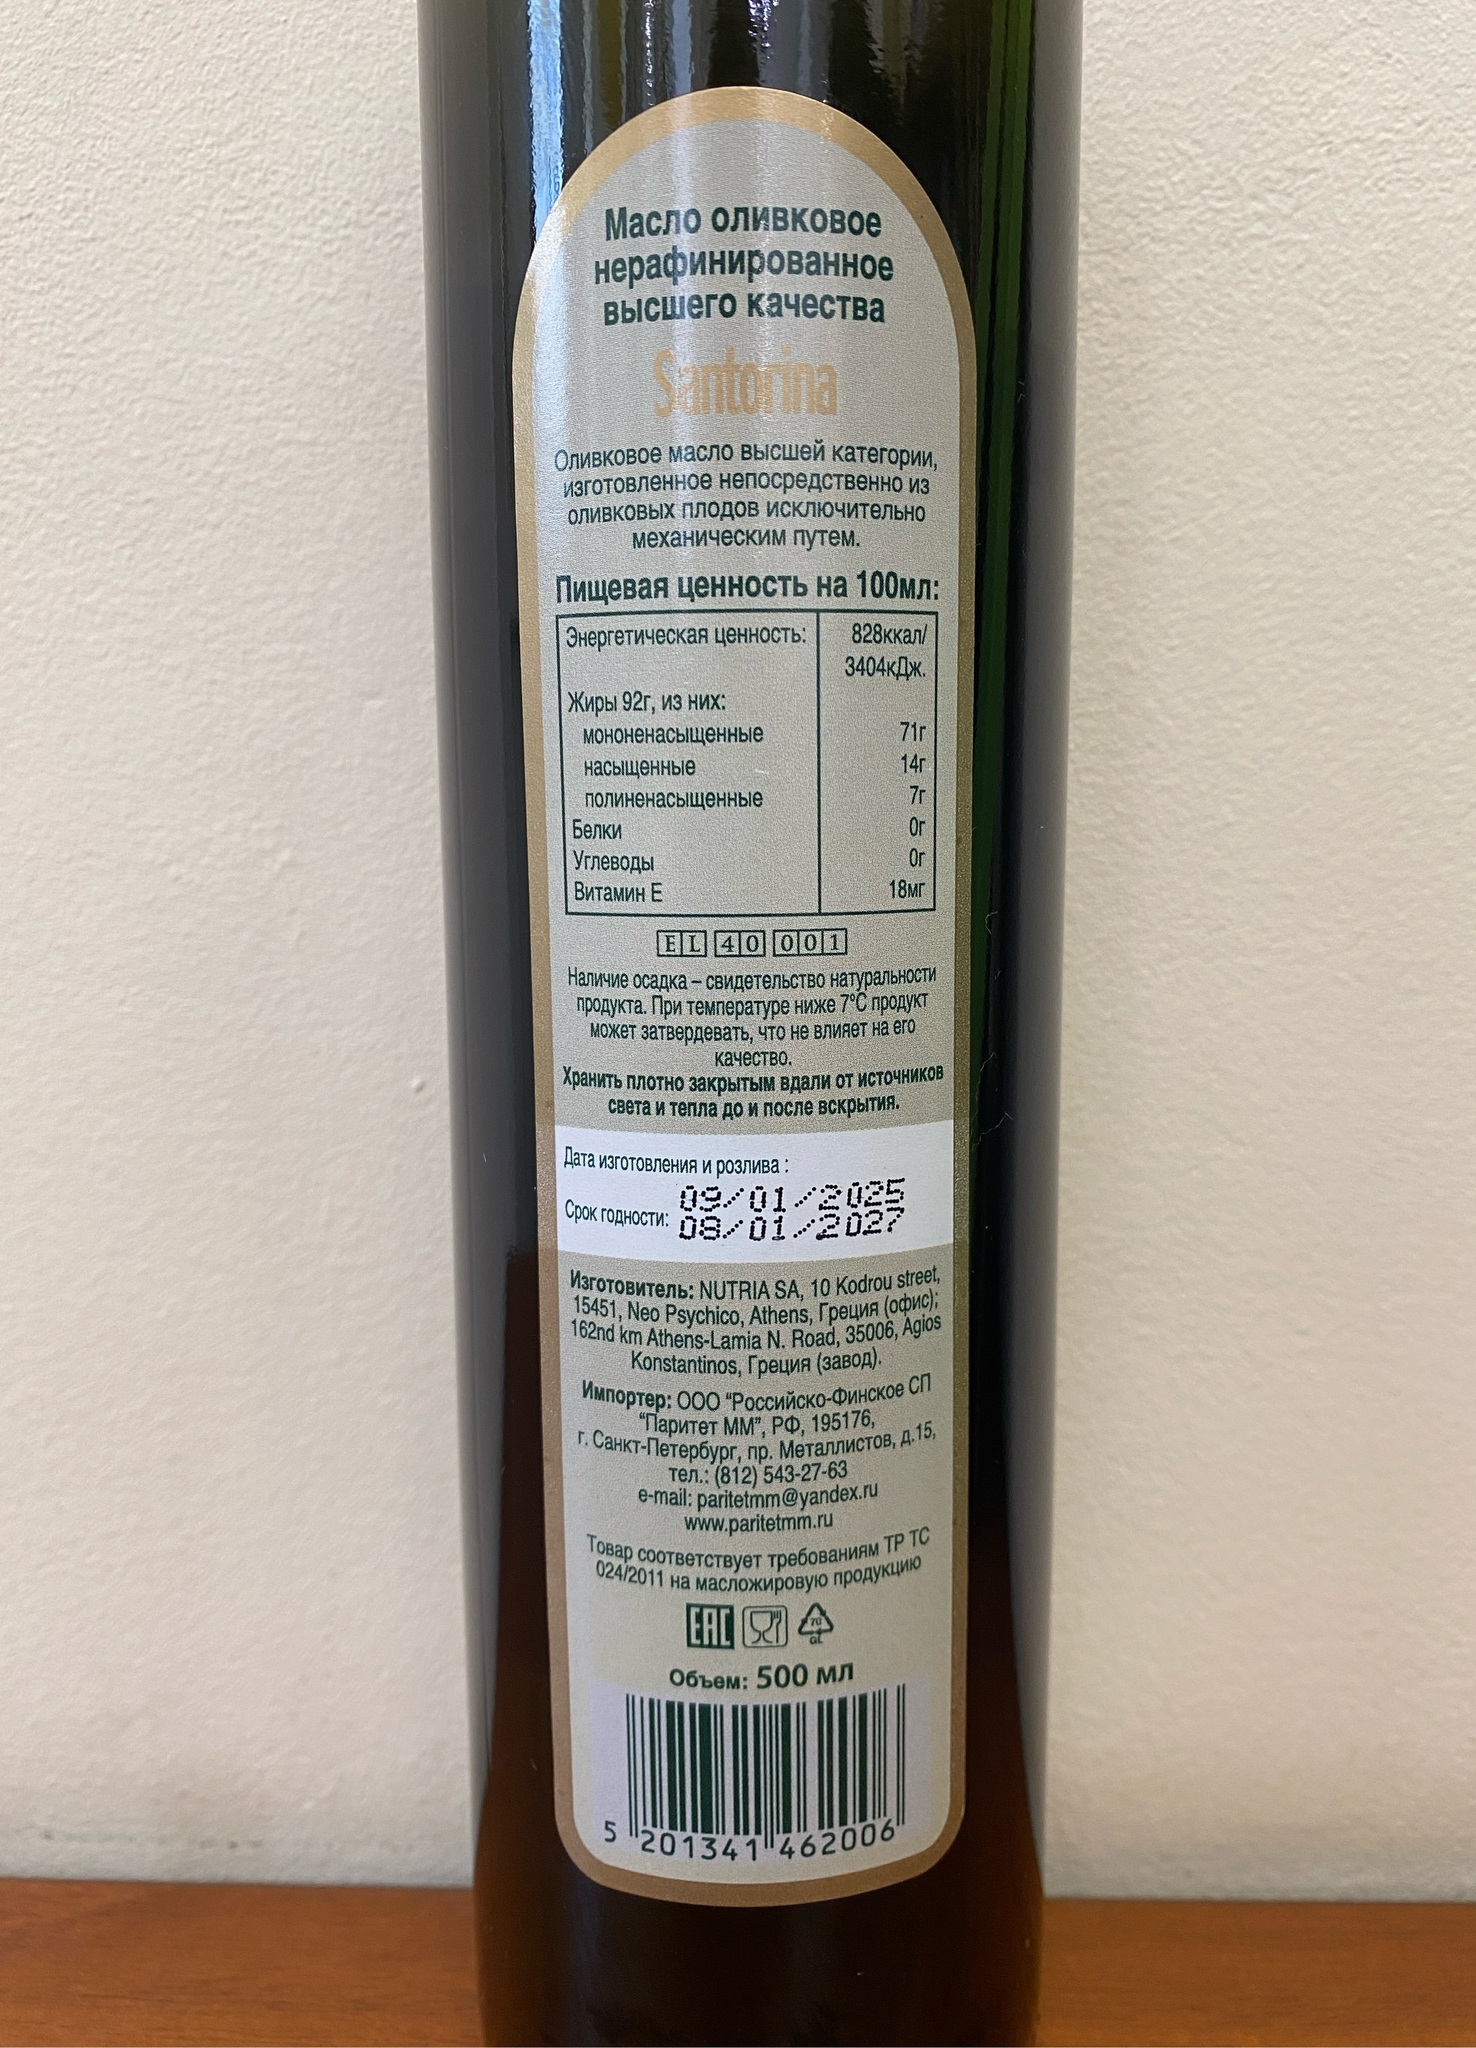 Масло оливковое
нерафинированное
высшего качества
Santorina
Оливковое масло высшей категории,
изготовленное непосредственно из
оливковых плодов исключительно
механическим путем.
Пищевая ценность на 100мл:
Энергетическая ценность: 828ккал/
3404кДж.
Жиры 92г, из них:
мононенасыщенные 71г
насыщенные 14г
полиненасыщенные 7г
Белки 0г
Углеводы 0г
Витамин Е 18мг
EL 40 001
Наличие осадка – свидетельство натуральности
продукта. При температуре ниже 7°С продукт
может затвердевать, что не влияет на его
качество.
Хранить плотно закрытым вдали от источников
света и тепла до и после вскрытия.
Дата изготовления и розлива :
09/01/2025
Срок годности: 08/01/2027
Изготовитель: NUTRIA SA, 10 Kodrou street,
15451, Neo Psychico, Athens, Греция (офис);
162nd km Athens-Lamia N. Road, 35006, Agios
Konstantinos, Греция (завод).
Импортер: ООО "Российско-Финское СП
"Паритет ММ", РФ, 195176,
г. Санкт-Петербург, пр. Металлистов, д.15,
тел.: (812) 543-27-63
e-mail: paritetmm@yandex.ru
www.paritetmm.ru
Товар соответствует требованиям ТР ТС
024/2011 на масложировую продукцию
EAC 70 GL
Объем: 500 мл
5 201341 462006